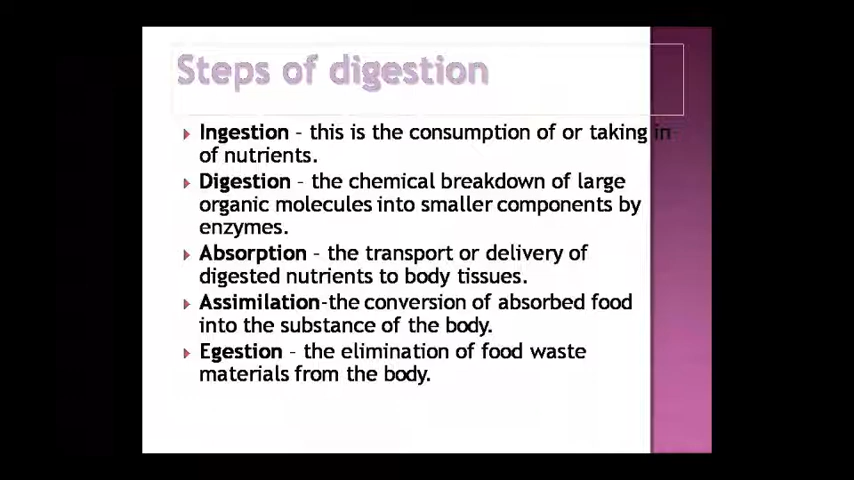 Steps of digestion
Ingestion – this is the consumption of or taking in
of nutrients.
Digestion – the chemical breakdown of large
organic molecules into smaller components by
enzymes.
Absorption – the transport or delivery of
digested nutrients to body tissues.
Assimilation-the conversion of absorbed food
into the substance of the body.
Egestion – the elimination of food waste
materials from the body.